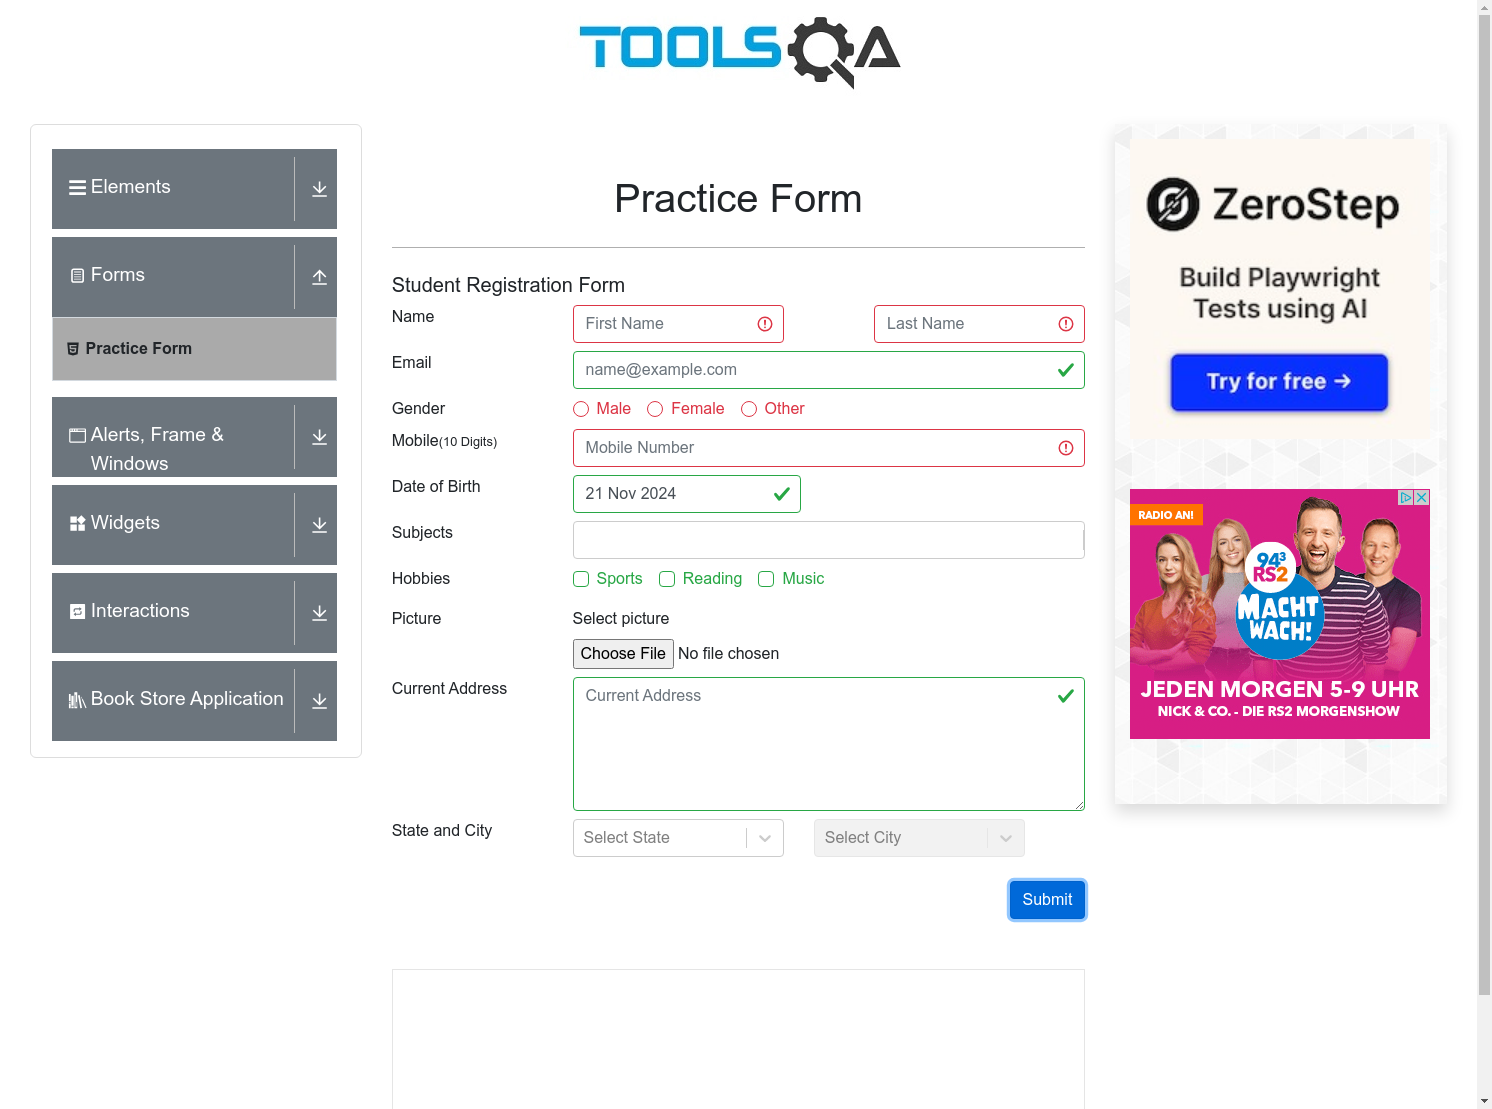 TOOLSQA
Elements
Forms
Practice Form
Alerts, Frame &
Windows
Widgets
Interactions
Book Store Application
Practice Form
Student Registration Form
Name
First Name
Last Name
Email
name@example.com
Gender
Male
Female
Other
Mobile(10 Digits)
Mobile Number
Date of Birth
21 Nov 2024
Subjects
Hobbies
Sports
Reading
Music
Picture
Select picture
Choose File No file chosen
Current Address
Current Address
State and City
Select State
Select City
Submit
ZeroStep
Build Playwright
Tests using AI
Try for free →
RADIO AN!
94³
RS2
MACHT
WACH!
JEDEN MORGEN 5-9 UHR
NICK & CO. - DIE RS2 MORGENSHOW